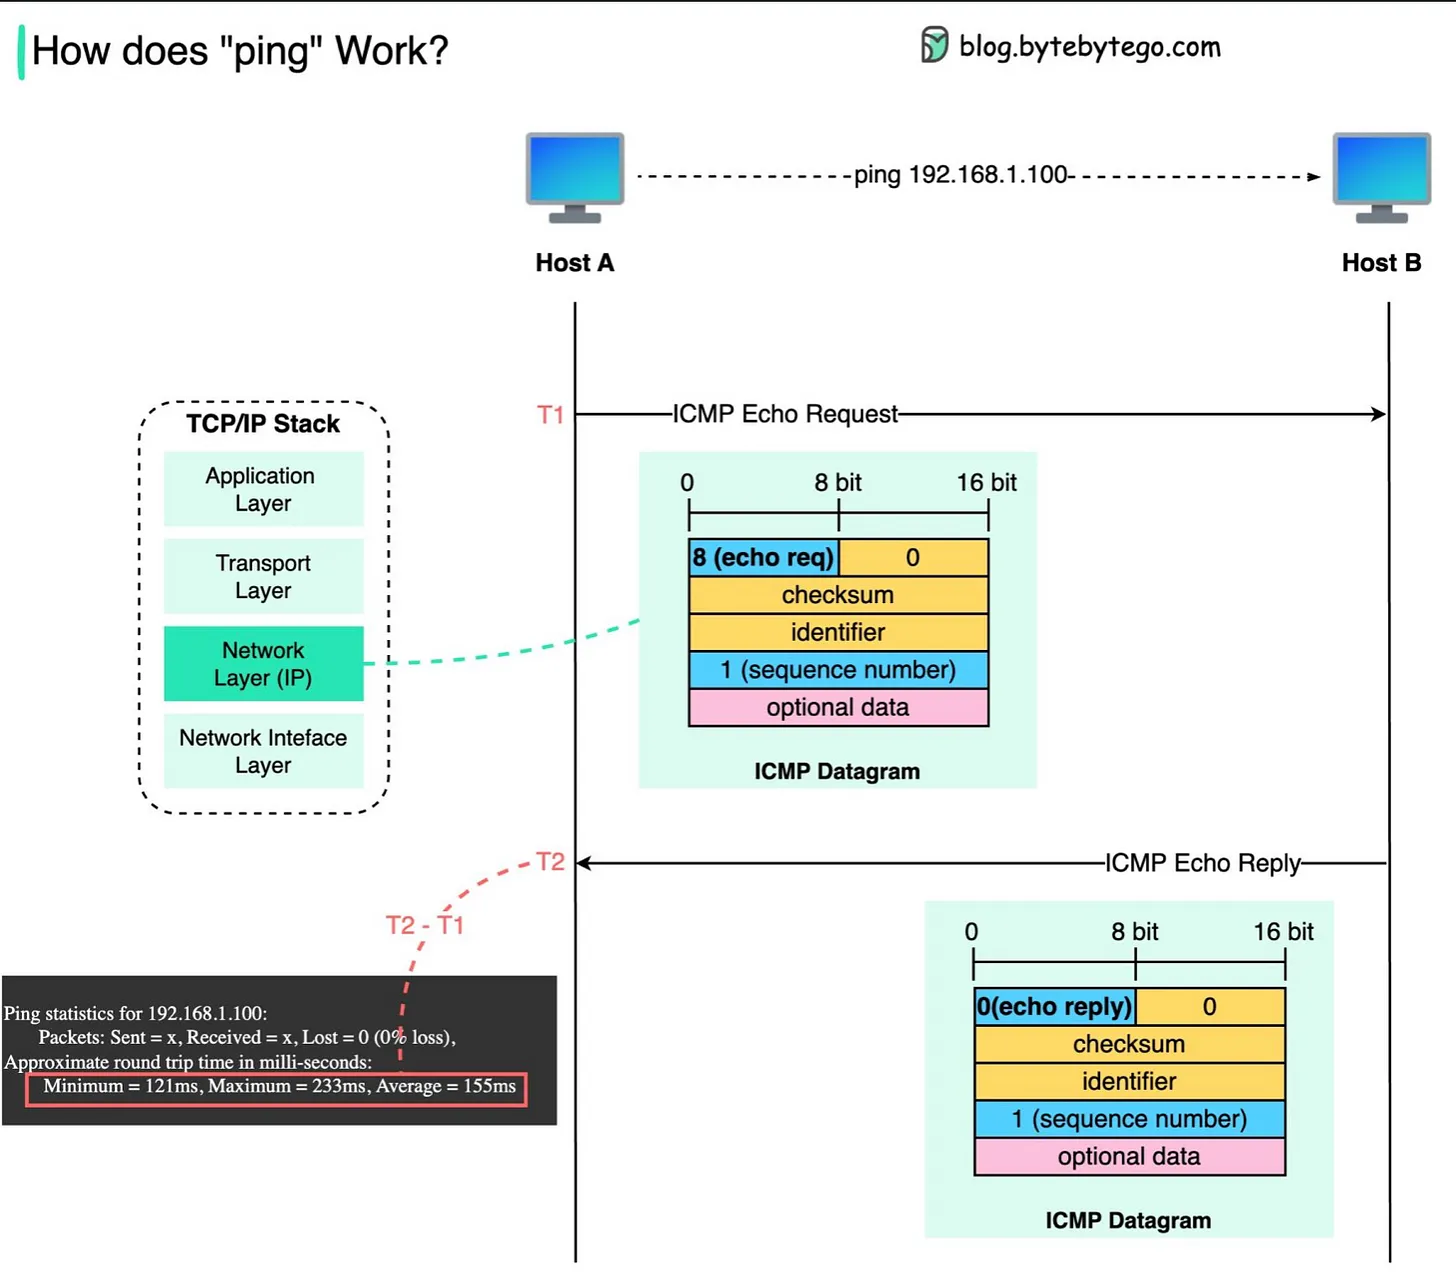 How does "ping" Work?
blog.bytebytego.com
ping 192.168.1.100
Host A
Host B
TCP/IP Stack
Application
Layer
Transport
Layer
Network
Layer (IP)
Network Inteface
Layer
T1
ICMP Echo Request
0 8 bit 16 bit
8 (echo req) 0
checksum
identifier
1 (sequence number)
optional data
ICMP Datagram
T2
ICMP Echo Reply
T2 - T1
0 8 bit 16 bit
0(echo reply) 0
checksum
identifier
1 (sequence number)
optional data
ICMP Datagram
Ping statistics for 192.168.1.100:
Packets: Sent = x, Received = x, Lost = 0 (0% loss),
Approximate round trip time in milli-seconds:
Minimum = 121ms, Maximum = 233ms, Average = 155ms